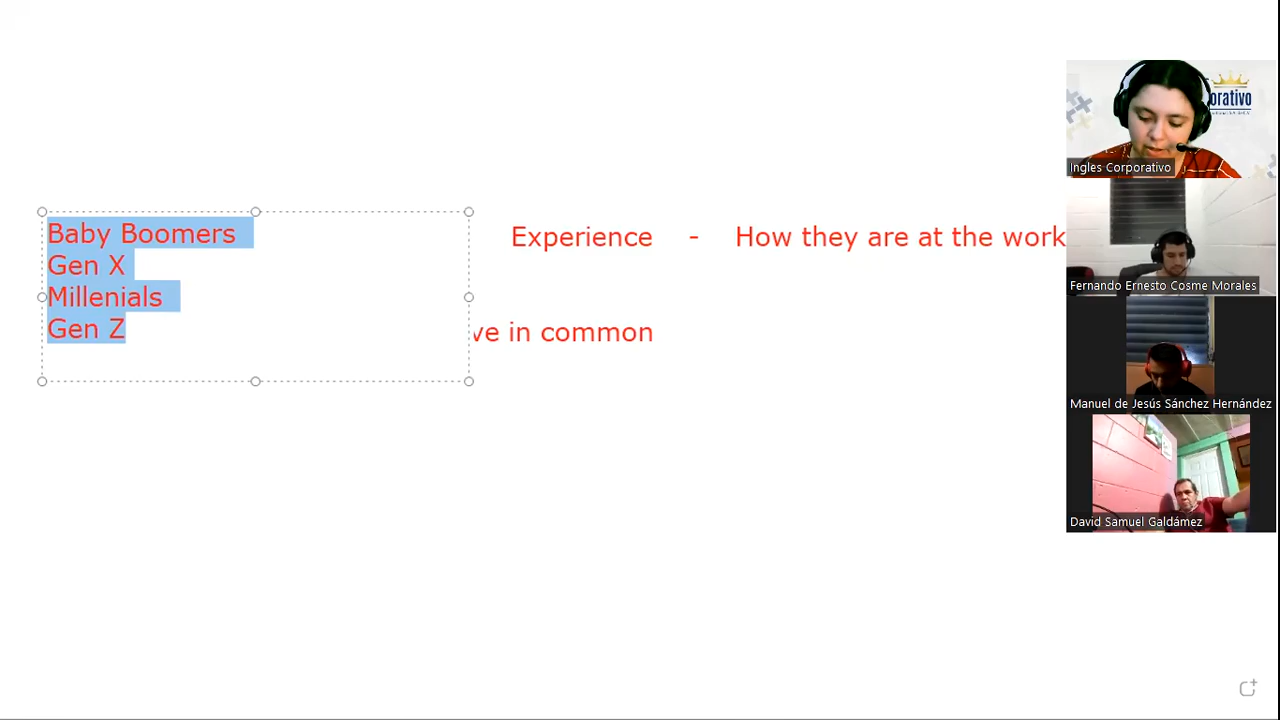 Baby Boomers
Gen X
Millenials
Gen Z
Experience - How they are at the work
ve in common
orativo
Ingles Corporativo
Fernando Ernesto Cosme Morales
Manuel de Jesús Sánchez Hernández
David Samuel Galdámez